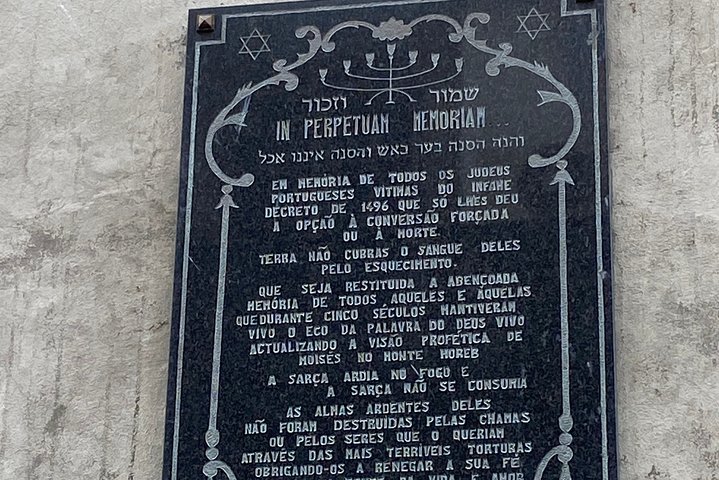 שמור וזכור
IN PERPETUAM MEMORIAM...
והנה הסנה בער באש והסנה איננו אכל
EM MEMÓRIA DE TODOS OS JUDEUS
PORTUGUESES VÍTIMAS DO INFAME
DECRETO DE 1496 QUE SÓ LHES DEU
A OPÇÃO À CONVERSÃO FORÇADA
OU À MORTE.
TERRA NÃO CUBRAS O SANGUE DELES
PELO ESQUECIMENTO.
QUE SEJA RESTITUIDA A ABENÇOADA
MEMÓRIA DE TODOS AQUELES E AQUELAS
QUE DURANTE CINCO SÉCULOS MANTIVERAM
VIVO O ECO DA PALAVRA DO DEUS VIVO
ACTUALIZANDO A VISÃO PROFÉTICA DE
MOISÉS NO MONTE HOREB
A SARÇA ARDIA NO FOGO E
A SARÇA NÃO SE CONSUMIA
AS ALMAS ARDENTES DELES
NÃO FORAM DESTRUÍDAS PELAS CHAMAS
OU PELOS SERES QUE O QUERIAM
ATRAVÉS DAS MAIS TERRÍVEIS TORTURAS
OBRIGANDO-OS A RENEGAR A SUA FÉ
DA VIDA E AMOR